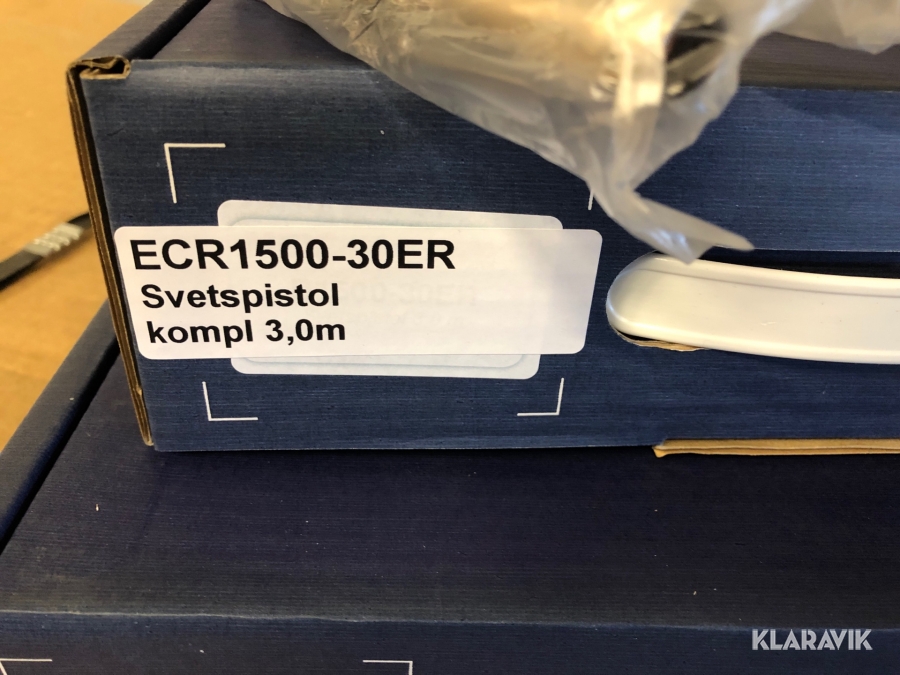 ECR1500-30ER
Svetspistol
kompl 3,0m
KLARAVIK